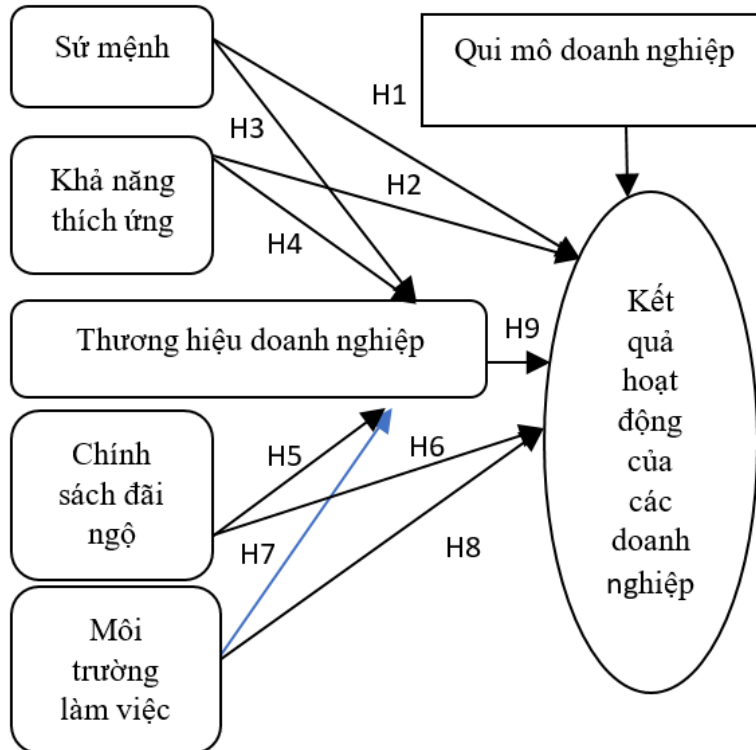 Sứ mệnh
Qui mô doanh nghiệp
H1
H3
Khả năng
thích ứng
H2
H4
Thương hiệu doanh nghiệp
H9
Kết
quả
hoạt
động
của
các
doanh
nghiệp
Chính
sách đãi
ngộ
H5
H6
H7
H8
Môi
trường
làm việc